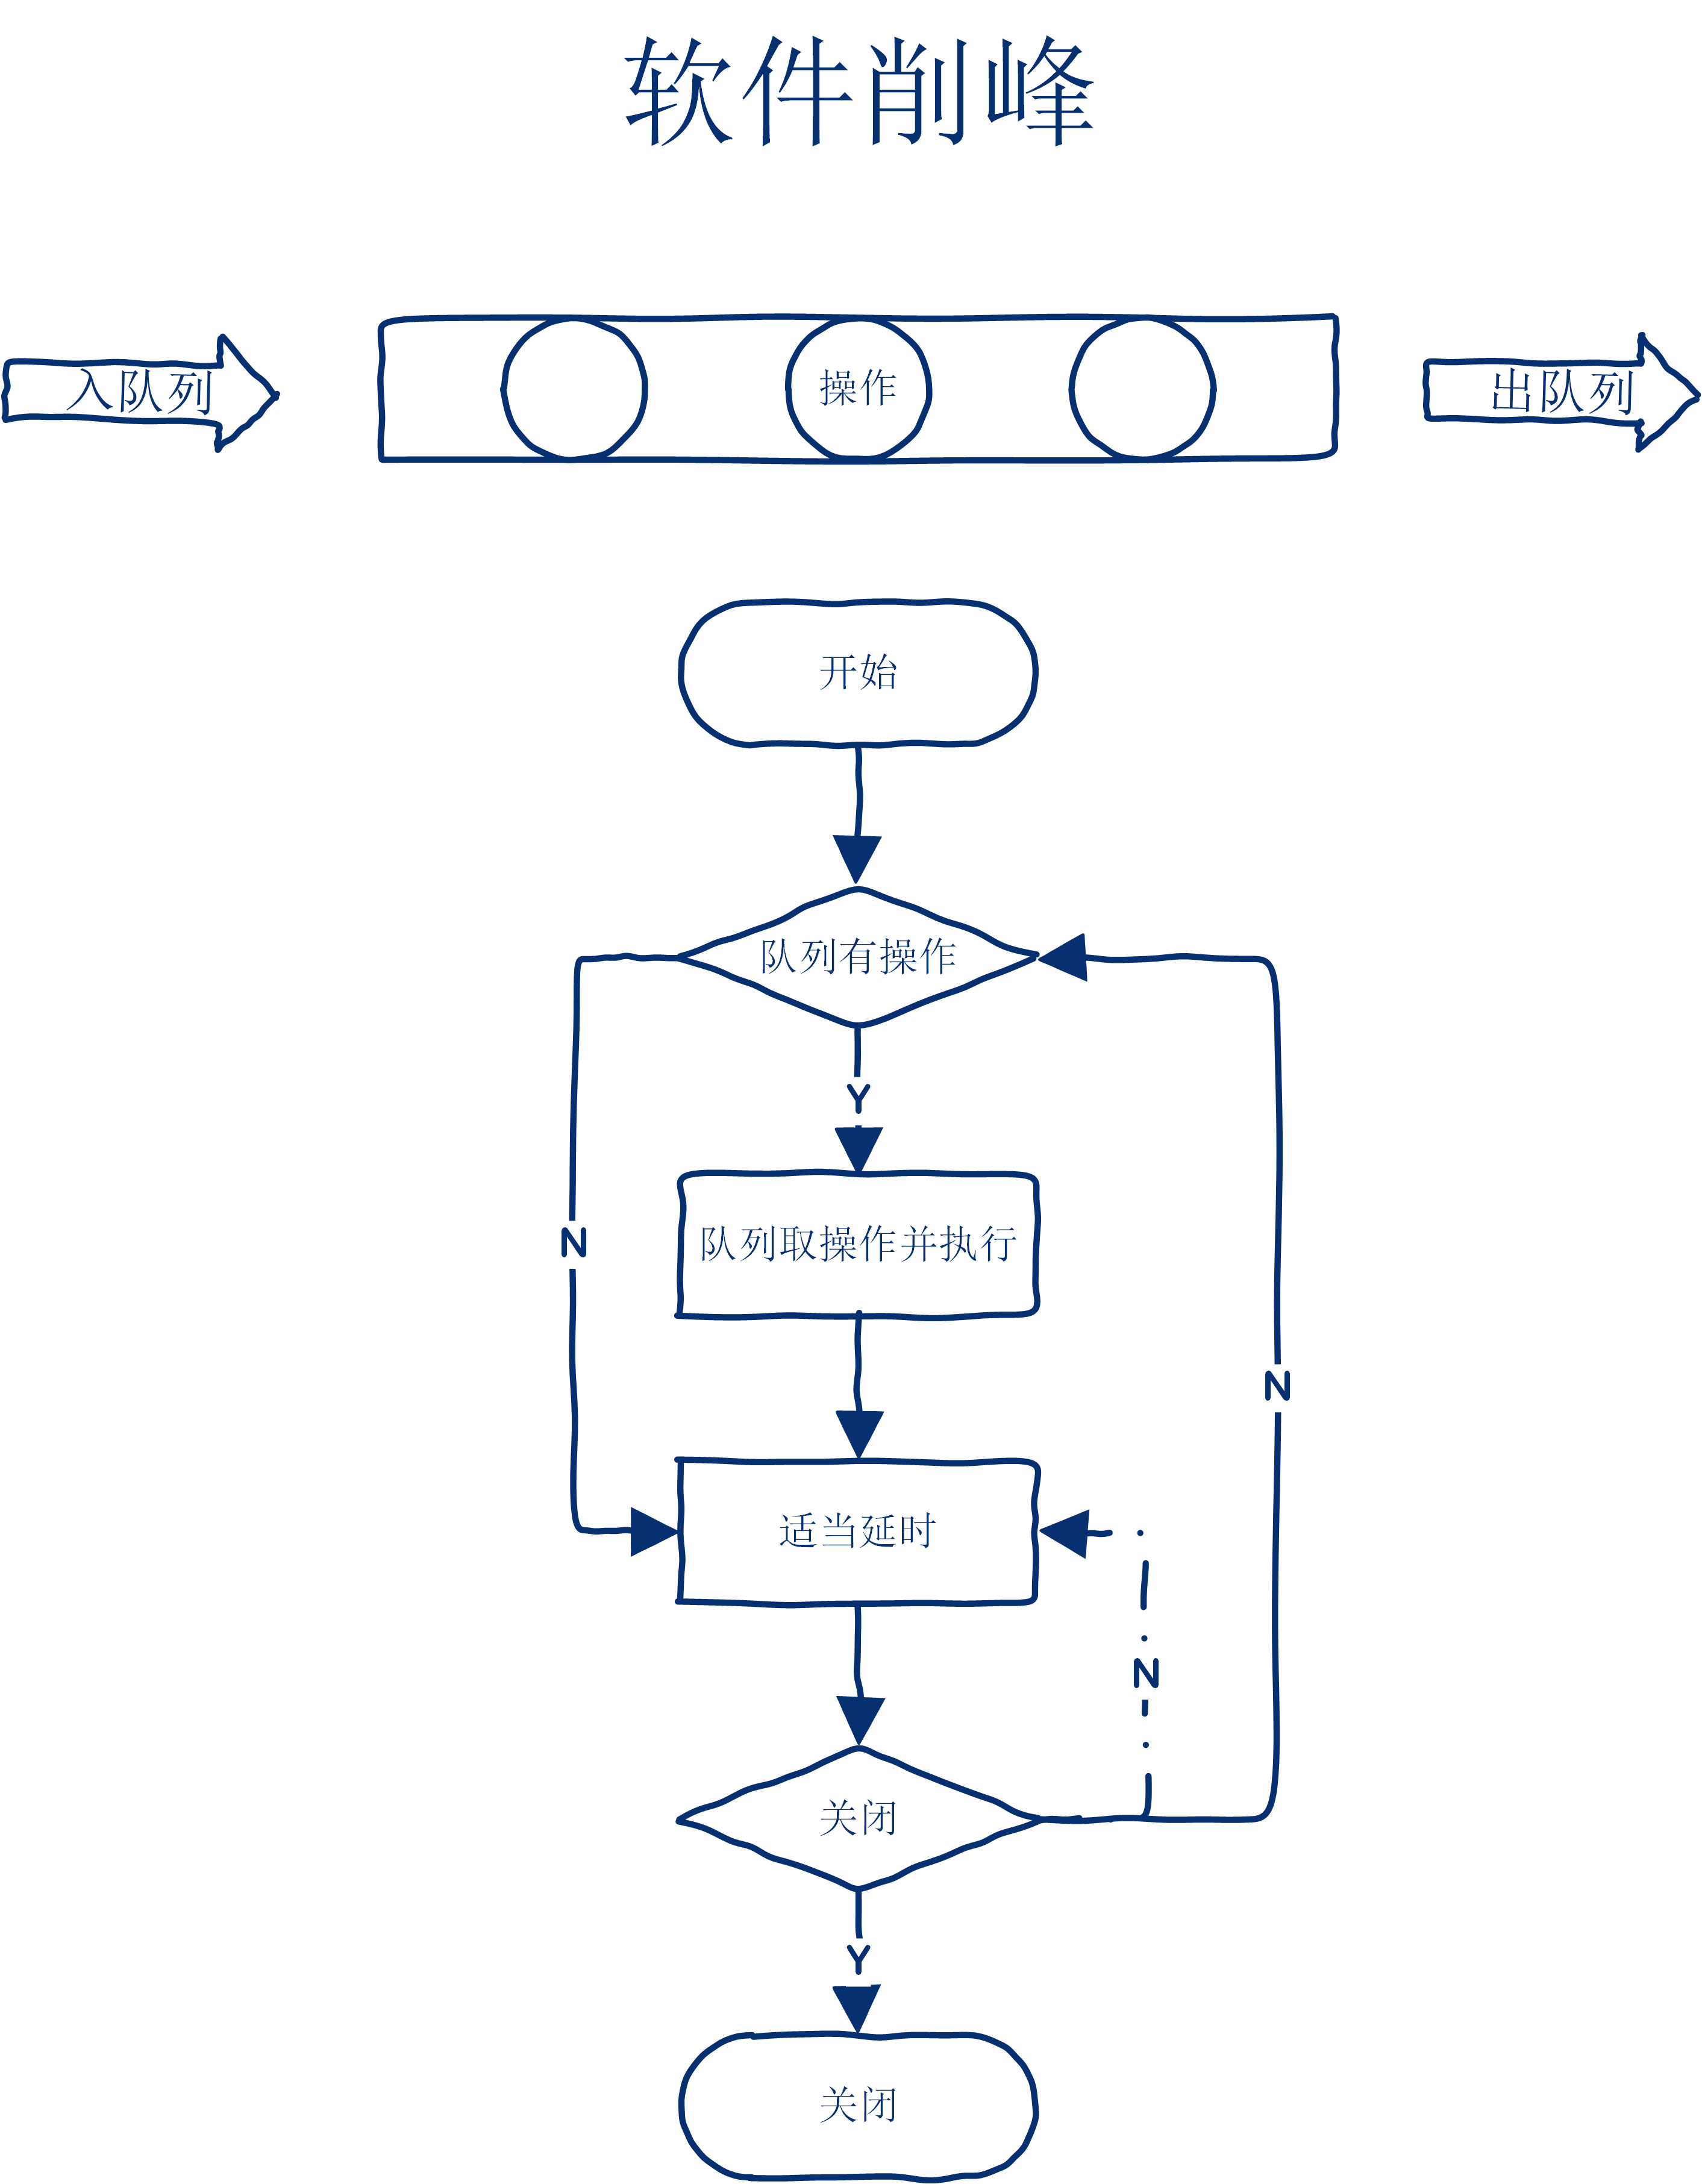 软件削峰
入队列
操作
出队列
开始
队列有操作
Y
队列取操作并执行
N
N
适当延时
N
关闭
Y
关闭